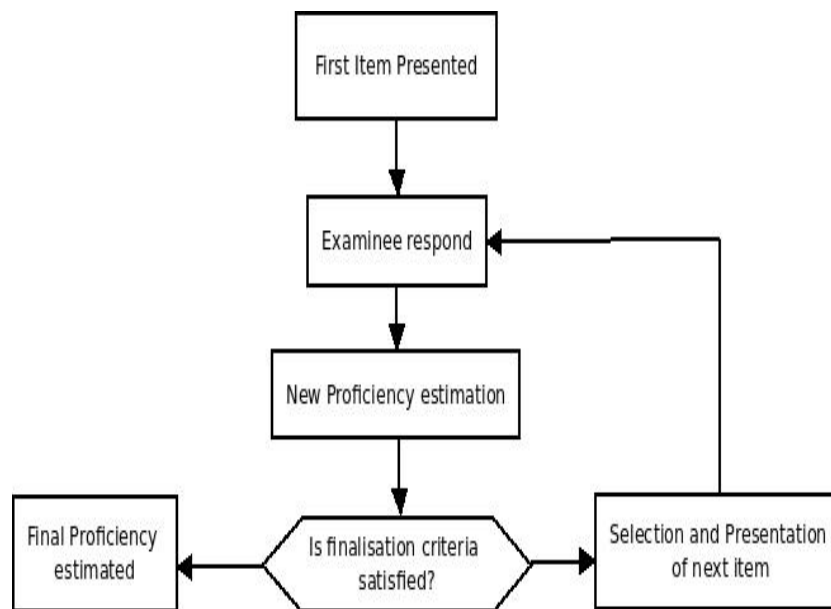 First Item Presented
Examinee respond
New Proficiency estimation
Final Proficiency
estimated
Is finalisation criteria
satisfied?
Selection and Presentation
of next item